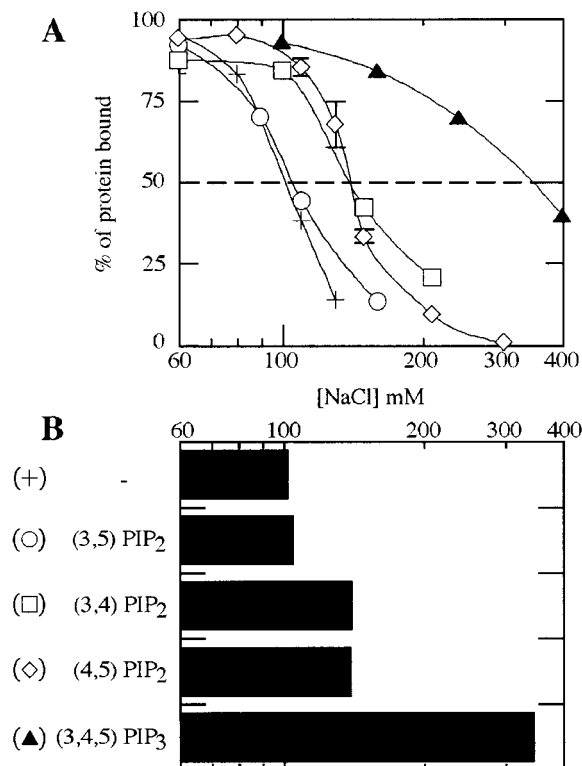 A
% of protein bound
100
75
50
25
0
60 100 200 300 400
[NaCl] mM
B
60 100 200 300 400
(+) -
(○) (3,5) PIP₂
(□) (3,4) PIP₂
(◇) (4,5) PIP₂
(▲) (3,4,5) PIP₃